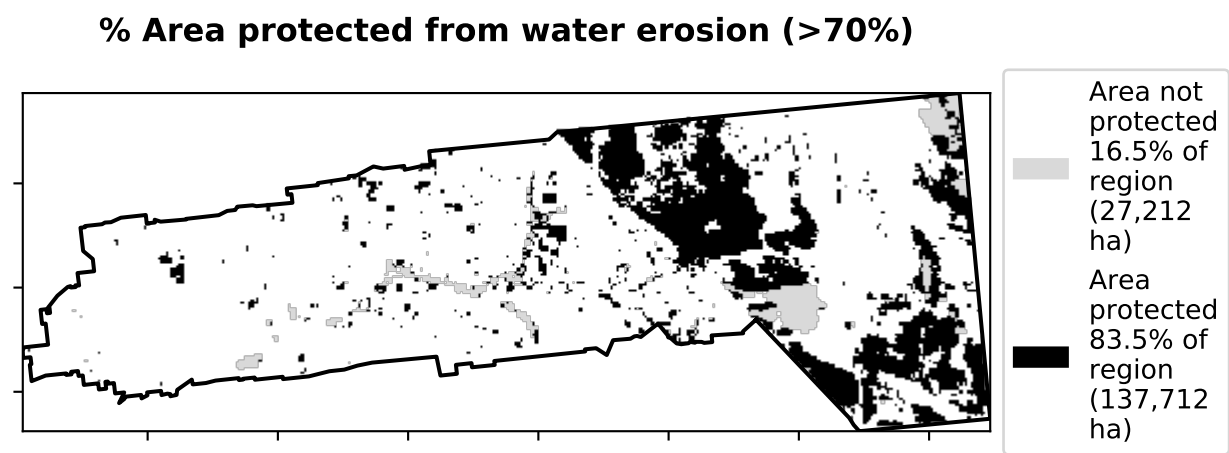 % Area protected from water erosion (>70%)
Area not
protected
16.5% of
region
(27,212
ha)
Area
protected
83.5% of
region
(137,712
ha)